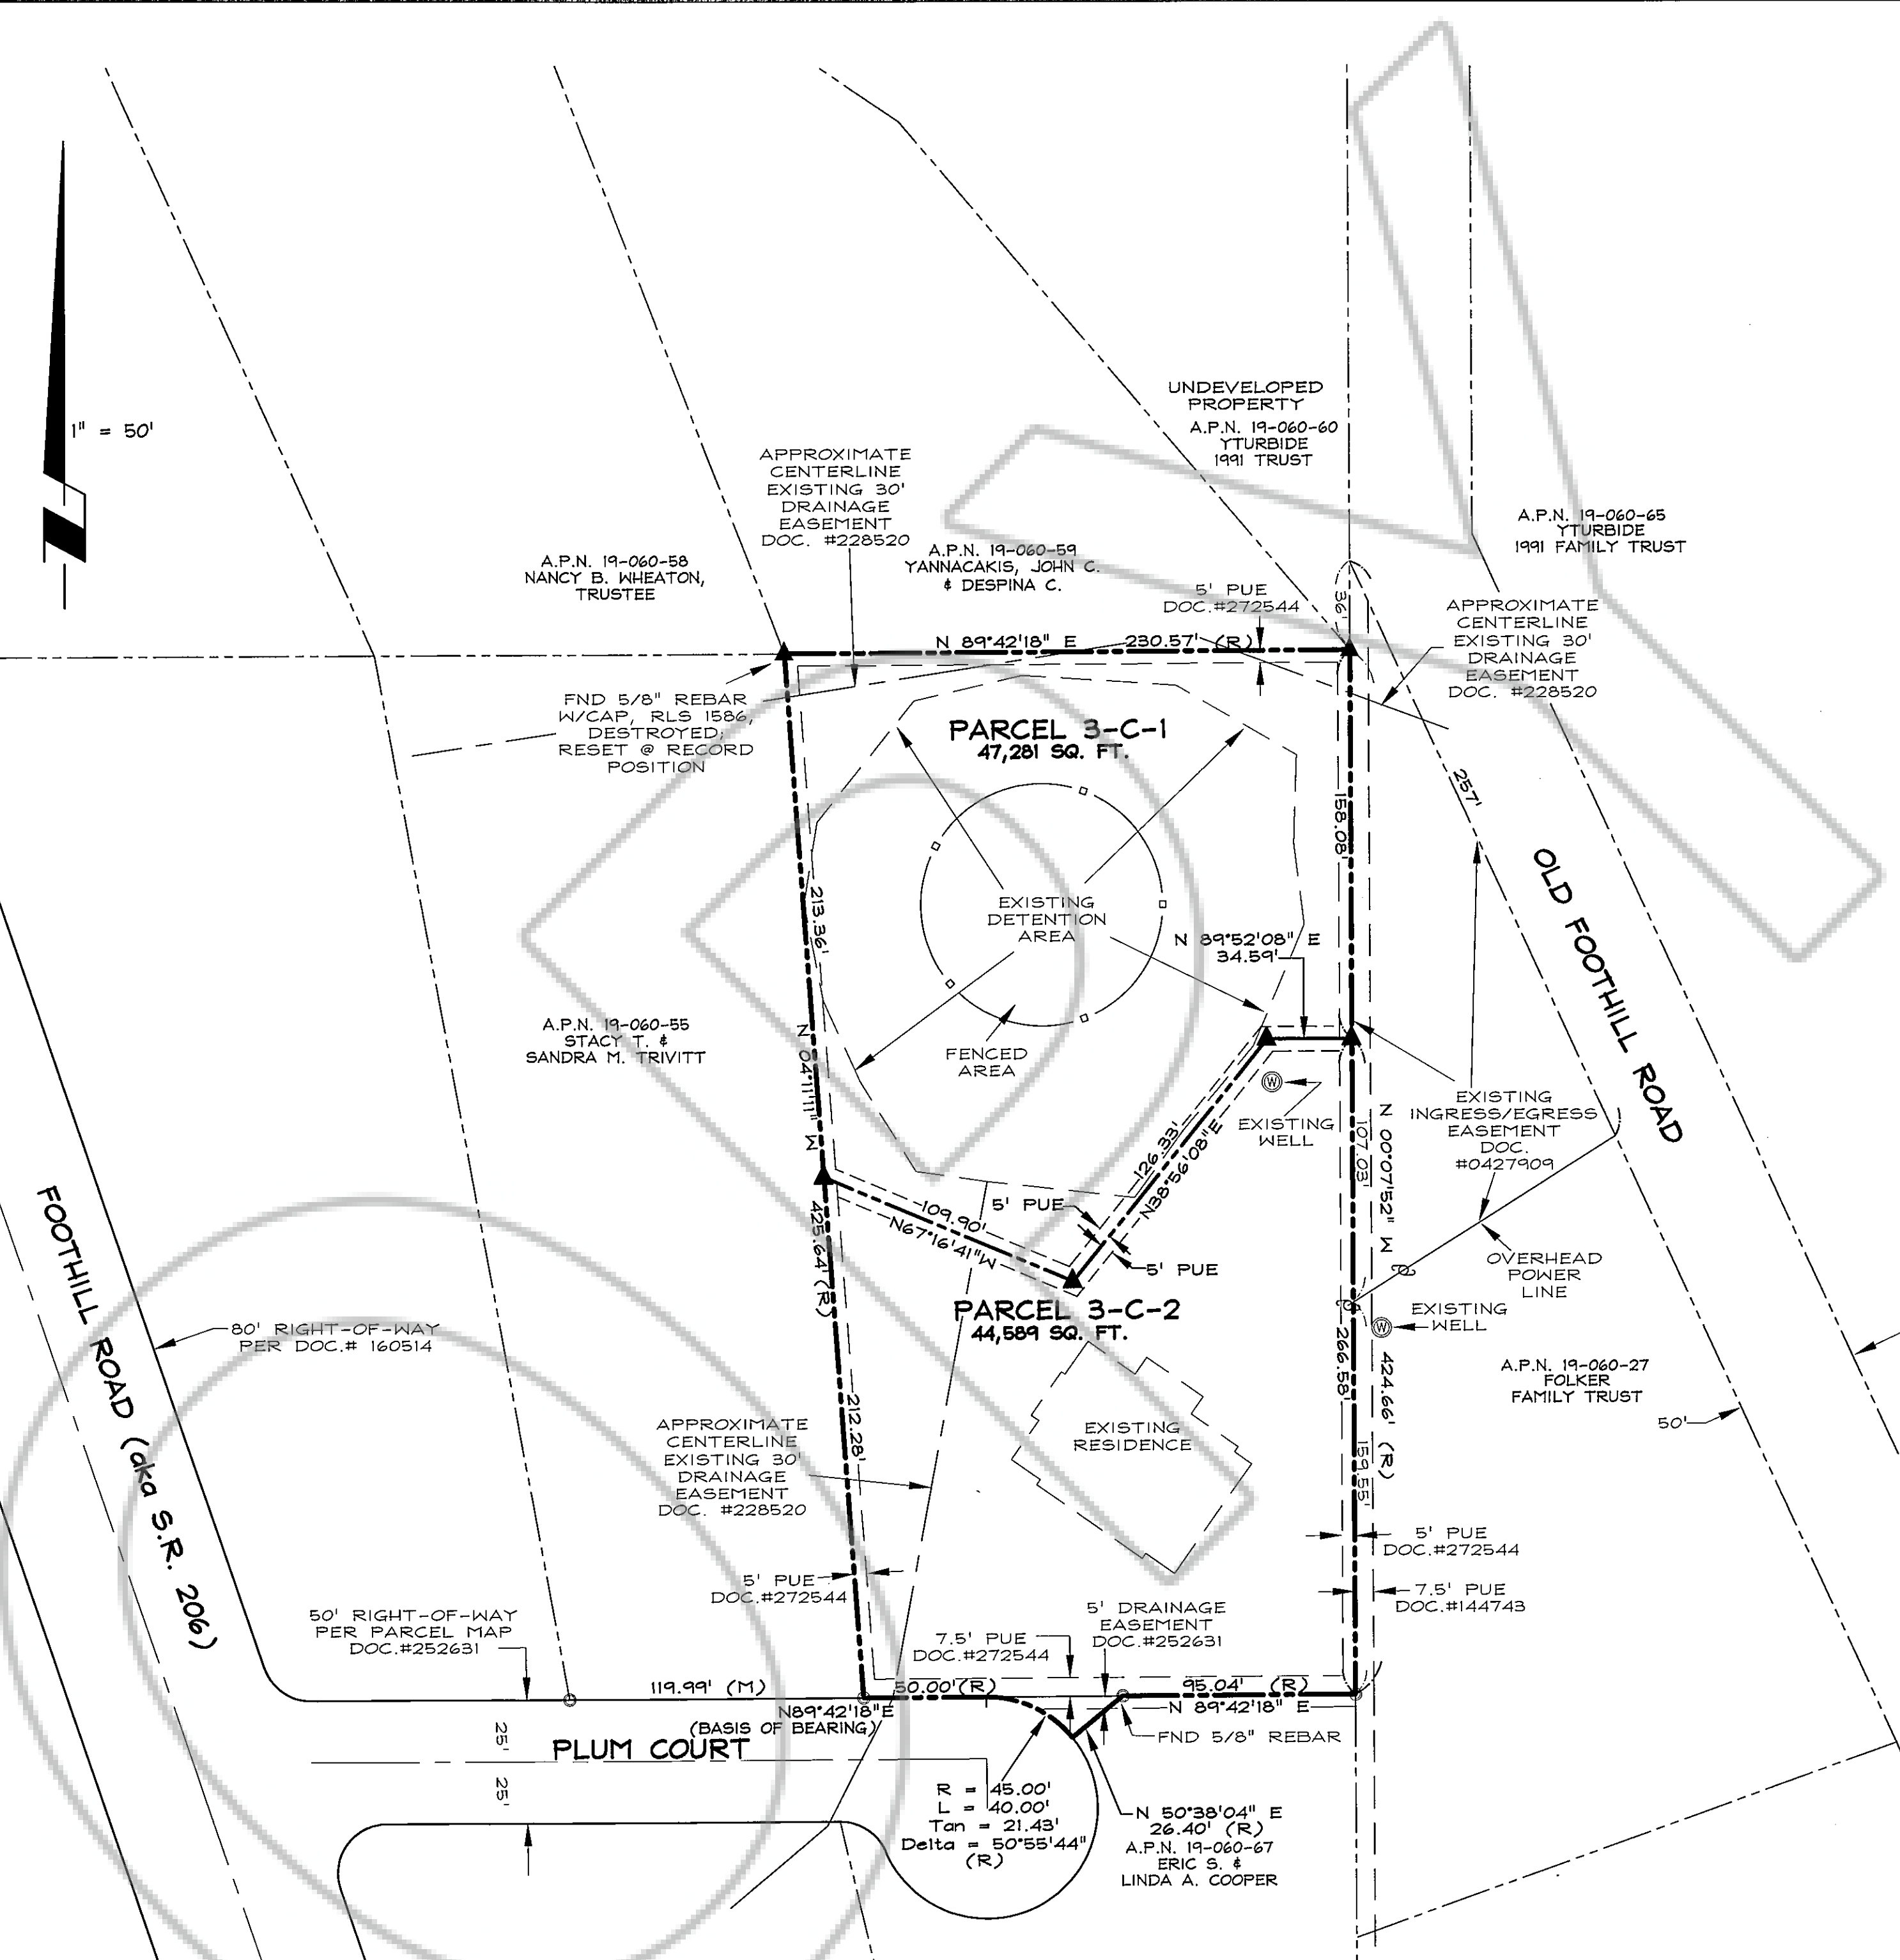 1" = 50'
UNDEVELOPED
PROPERTY
A.P.N. 19-060-60
YTURBIDE
1991 TRUST
APPROXIMATE
CENTERLINE
EXISTING 30'
DRAINAGE
EASEMENT
DOC. #228520
A.P.N. 19-060-58
NANCY B. WHEATON,
TRUSTEE
A.P.N. 19-060-59
YANNACAKIS, JOHN C.
& DESPINA C.
A.P.N. 19-060-65
YTURBIDE
1991 FAMILY TRUST
5' PUE
DOC.#272544
36'
APPROXIMATE
CENTERLINE
EXISTING 30'
DRAINAGE
EASEMENT
DOC. #228520
N 89°42'18" E 230.57' (R)
FND 5/8" REBAR
W/CAP, RLS 1586,
DESTROYED;
RESET @ RECORD
POSITION
PARCEL 3-C-1
47,281 SQ. FT.
158.08'
257'
OLD FOOTHILL ROAD
213.36'
EXISTING
DETENTION
AREA
N 89°52'08" E
34.59'
FENCED
AREA
A.P.N. 19-060-55
STACY T. &
SANDRA M. TRIVITT
N 04°11'11" W
425.64' (R)
EXISTING
WELL
W
EXISTING
INGRESS/EGRESS
EASEMENT
DOC.
#0427909
107.03'
N 00°07'52" W
424.66' (R)
126.33'
N38°56'08"E
109.90'
N67°16'41"W
5' PUE
5' PUE
OVERHEAD
POWER
LINE
FOOTHILL ROAD (aka S.R. 206)
80' RIGHT-OF-WAY
PER DOC.# 160514
PARCEL 3-C-2
44,589 SQ. FT.
EXISTING
WELL
W
266.58'
A.P.N. 19-060-27
FOLKER
FAMILY TRUST
50'
212.28'
APPROXIMATE
CENTERLINE
EXISTING 30'
DRAINAGE
EASEMENT
DOC. #228520
EXISTING
RESIDENCE
159.55'
5' PUE
DOC.#272544
5' PUE
DOC.#272544
7.5' PUE
DOC.#144743
50' RIGHT-OF-WAY
PER PARCEL MAP
DOC.#252631
7.5' PUE
DOC.#272544
5' DRAINAGE
EASEMENT
DOC.#252631
119.99' (M)
50.00'(R)
95.04' (R)
N89°42'18"E
(BASIS OF BEARING)
N 89°42'18" E
FND 5/8" REBAR
25'
PLUM COURT
25'
R = 45.00'
L = 40.00'
Tan = 21.43'
Delta = 50°55'44"
(R)
N 50°38'04" E
26.40' (R)
A.P.N. 19-060-67
ERIC S. &
LINDA A. COOPER